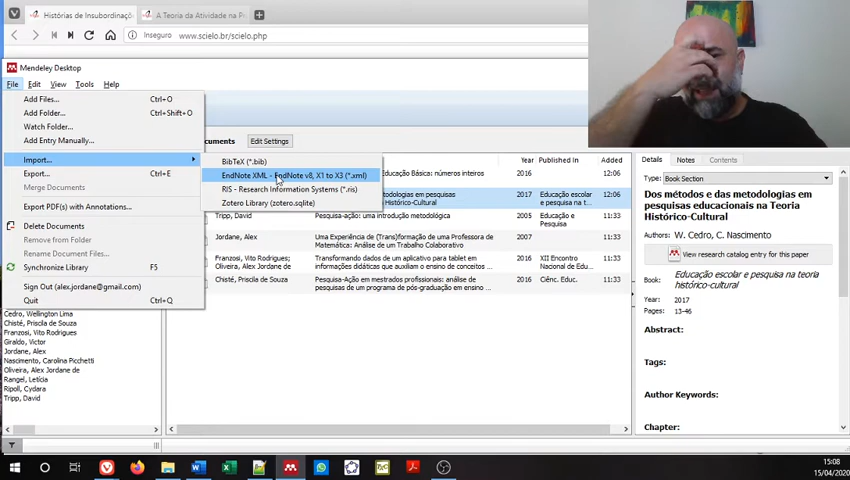 Histórias de Insubordinaçõ
A Teoria da Atividade na P
Inseguro
www.scielo.br/scielo.php
Mendeley Desktop
File Edit View Tools Help
Add Files... Ctrl+O
Add Folder... Ctrl+Shift+O
Watch Folder...
Add Entry Manually...
Import...
Export... Ctrl+E
Merge Documents
Export PDF(s) with Annotations...
Delete Documents
Remove from Folder
Rename Document Files...
Synchronize Library F5
Sign Out (alex.jordane@gmail.com)
Quit Ctrl+Q
BibTeX (*.bib)
EndNote XML - EndNote v8, X1 to X3 (*.xml)
RIS - Research Information Systems (*.ris)
Zotero Library (zotero.sqlite)
Cedro, Wellington Lima
Chisté, Priscila de Souza
Franzosi, Vito Rodrigues
Giraldo, Victor
Jordane, Alex
Nascimento, Carolina Picchetti
Oliveira, Alex Jordane de
Rangel, Letícia
Ripoll, Cydara
Tripp, David
cuments
Edit Settings
Year Published In Added
Educação Básica: números inteiros 2016 12:06
etodologias em pesquisas
Histórico-Cultural 2017 Educação escolar e pesquisa na 12:06
Tripp, David Pesquisa-ação: uma introdução metodológica 2005 Educação e Pesquisa 11:33
Jordane, Alex A Experiência de (Trans)formação de uma Professora de
Matemática: Análise de um Trabalho Colaborativo 2007 11:33
Franzosi, Vito Rodrigues;
Oliveira, Alex Jordane de Transformando dados de um aplicativo para tablet em
informações didáticas que auxiliam o ensino de conceitos... 2016 XII Encontro
Nacional de Edu... 11:33
Chisté, Priscila de Souza Pesquisa-Ação em mestrados profissionais: análise de
pesquisas de um programa de pós-graduação em ensino... 2016 Ciênc. Educ. 11:33
Details Notes Contents
Type: Book Section
Dos métodos e das metodologias em
pesquisas educacionais na Teoria
Histórico-Cultural
Authors: W. Cedro, C. Nascimento
View research catalog entry for this paper
Book: Educação escolar e pesquisa na teoria
histórico-cultural
Year: 2017
Pages: 13-46
Abstract:
Tags:
Author Keywords:
Chapter:
15:08
15/04/2020